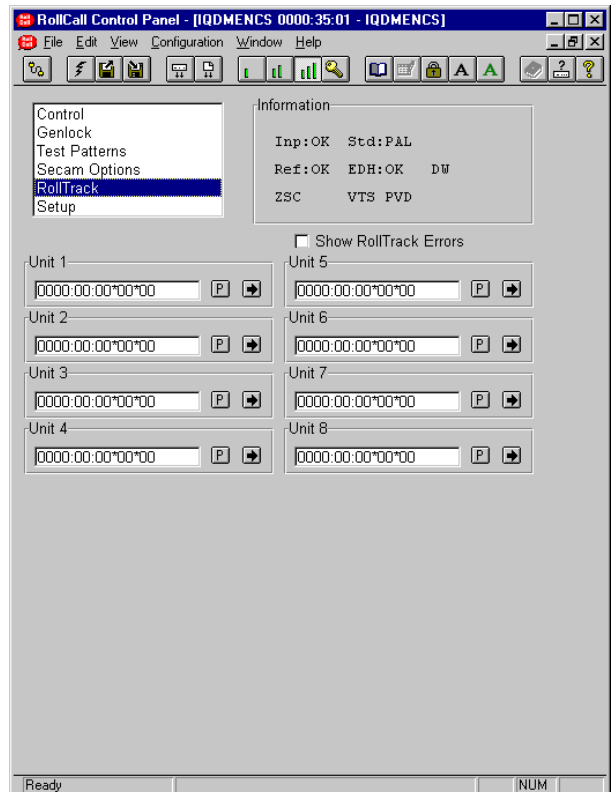 RollCall Control Panel - [IQDMENCS 0000:35:01 - IQDMENCS]
File Edit View Configuration Window Help
A A
Control
Genlock
Test Patterns
Secam Options
RollTrack
Setup
Information
Inp:OK Std:PAL
Ref:OK EDH:OK DW
ZSC VTS PVD
Show RollTrack Errors
Unit 1
0000:00:00*00*00 P
Unit 5
0000:00:00*00*00 P
Unit 2
0000:00:00*00*00 P
Unit 6
0000:00:00*00*00 P
Unit 3
0000:00:00*00*00 P
Unit 7
0000:00:00*00*00 P
Unit 4
0000:00:00*00*00 P
Unit 8
0000:00:00*00*00 P
Ready NUM